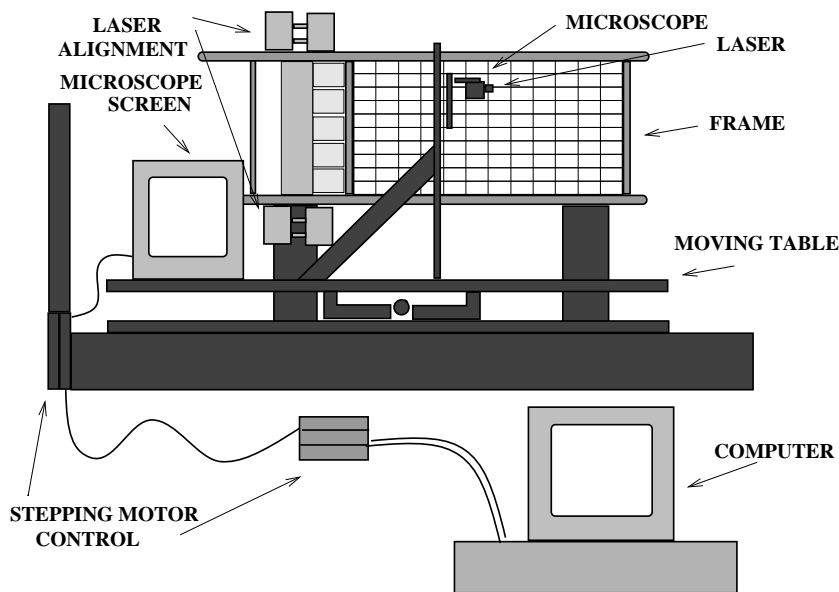 LASER
ALIGNMENT
MICROSCOPE
SCREEN
MICROSCOPE
LASER
FRAME
MOVING TABLE
COMPUTER
STEPPING MOTOR
CONTROL